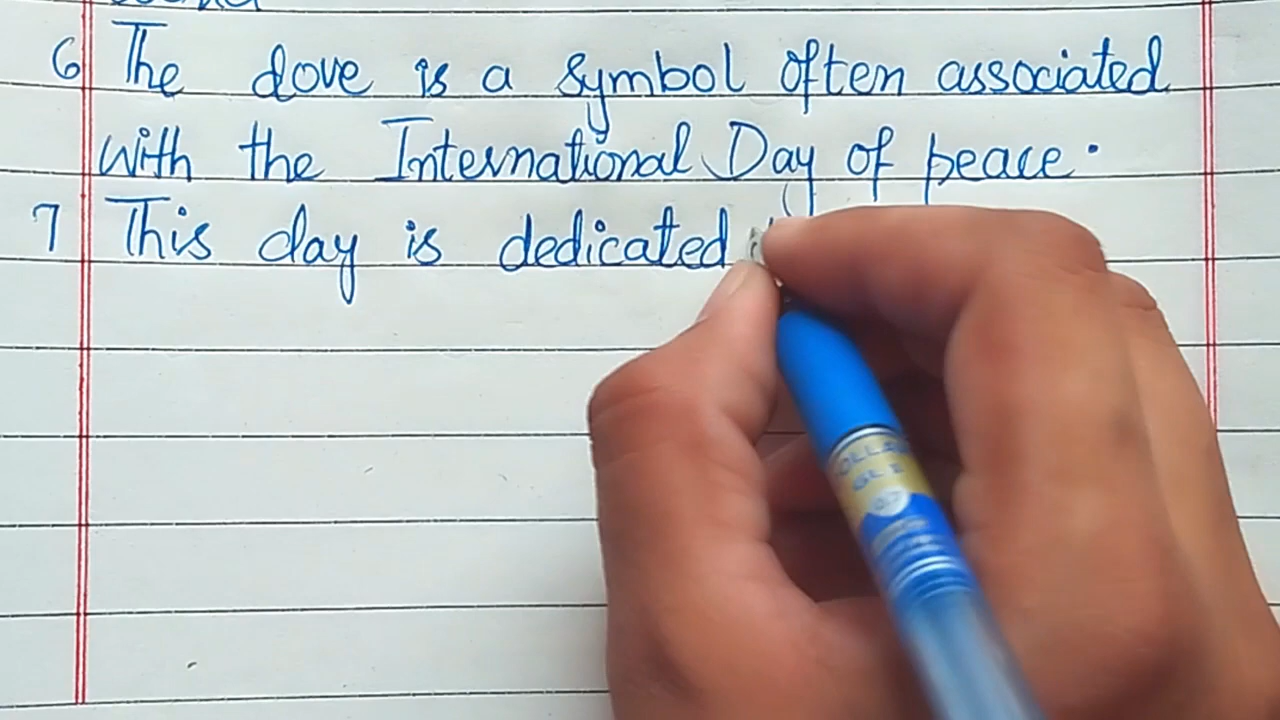 6 The dove is a symbol often associated
with the International Day of peace.
7 This day is dedicated